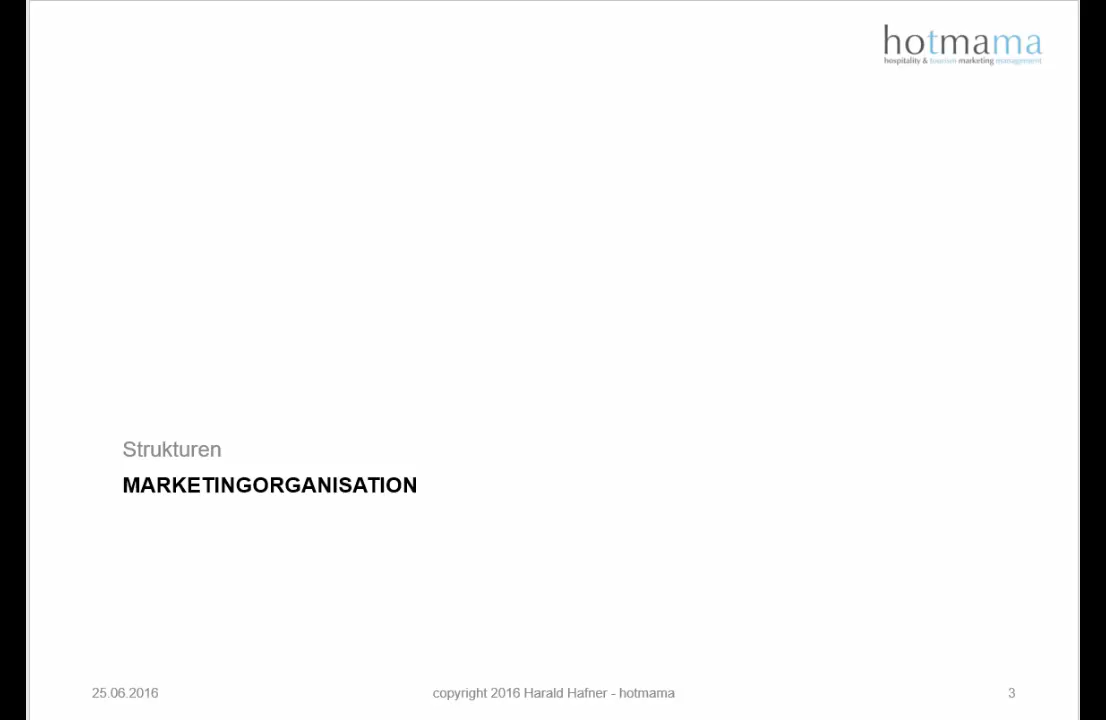 hotmama
hospitality & tourism marketing management
Strukturen
MARKETINGORGANISATION
25.06.2016
copyright 2016 Harald Hafner - hotmama
3